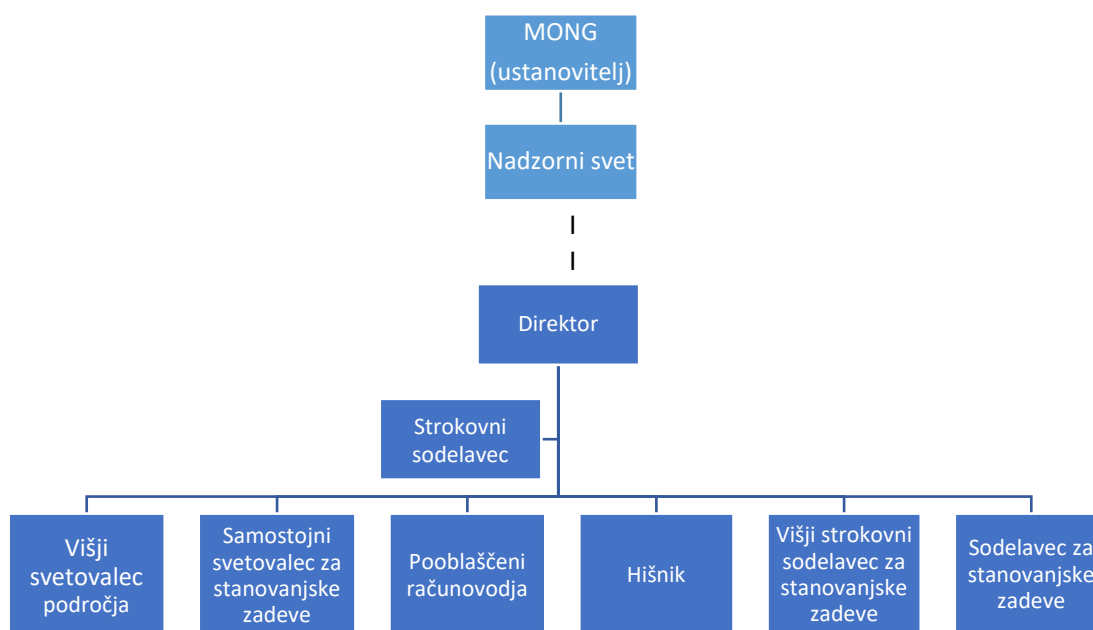 MONG
(ustanovitelj)
Nadzorni svet
Direktor
Strokovni
sodelavec
Višji
svetovalec
področja
Samostojni
svetovalec za
stanovanjske
zadeve
Pooblaščeni
računovodja
Hišnik
Višji strokovni
sodelavec za
stanovanjske
zadeve
Sodelavec za
stanovanjske
zadeve